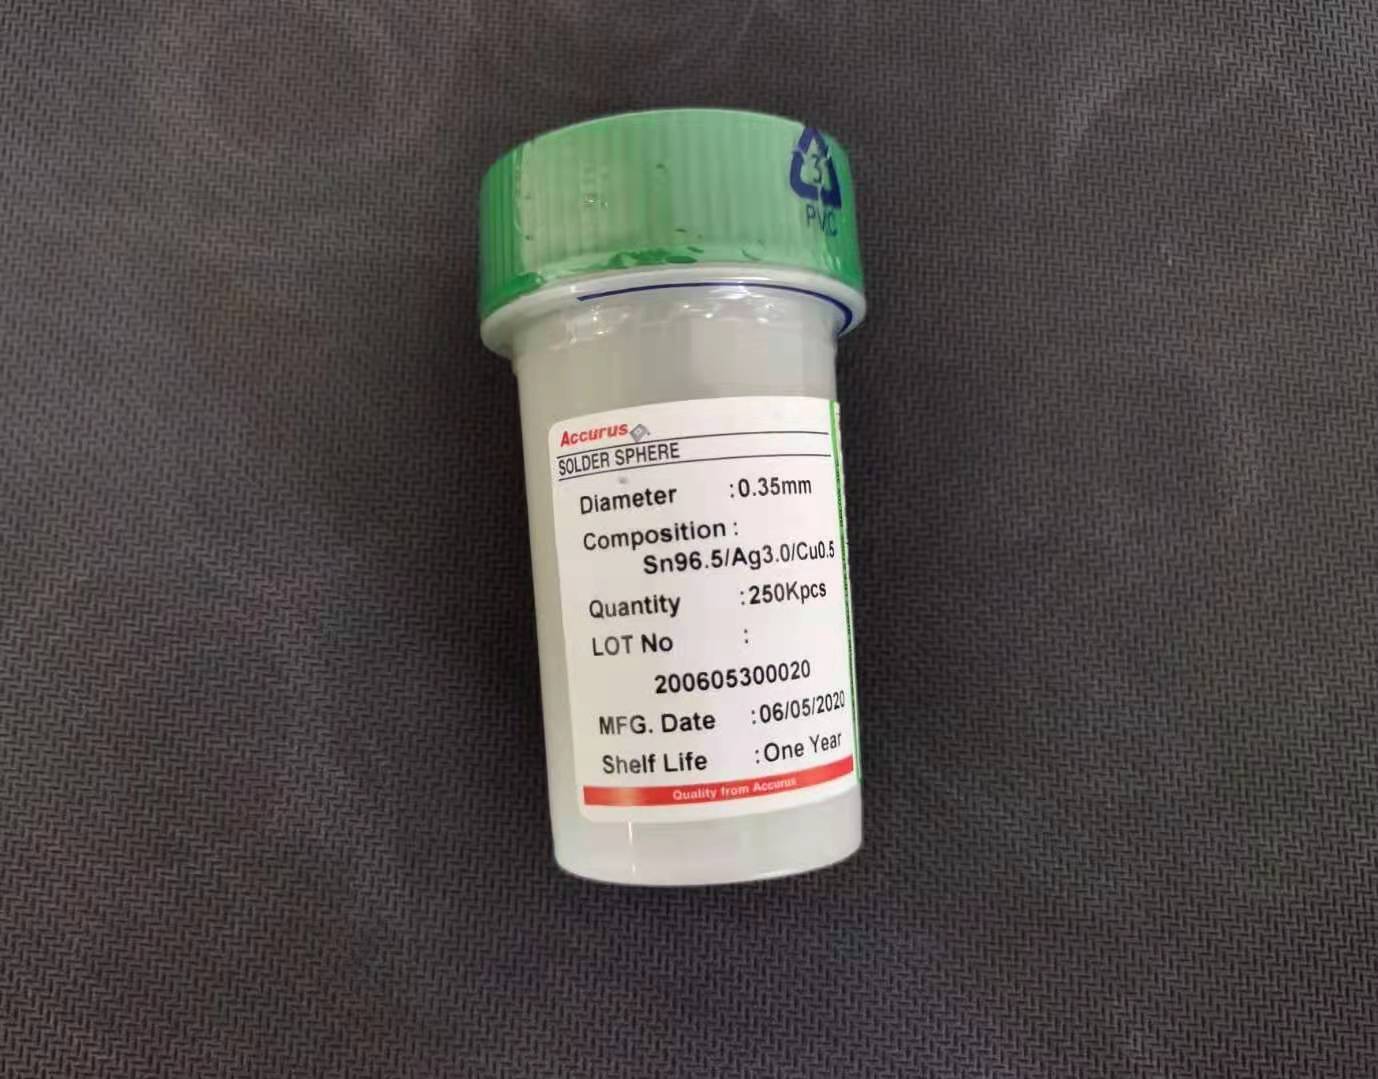 3
PVC
Accurus
SOLDER SPHERE
Diameter :0.35mm
Composition :
Sn96.5/Ag3.0/Cu0.5
Quantity :250Kpcs
LOT No :
200605300020
MFG. Date :06/05/2020
Shelf Life :One Year
Quality from Accurus